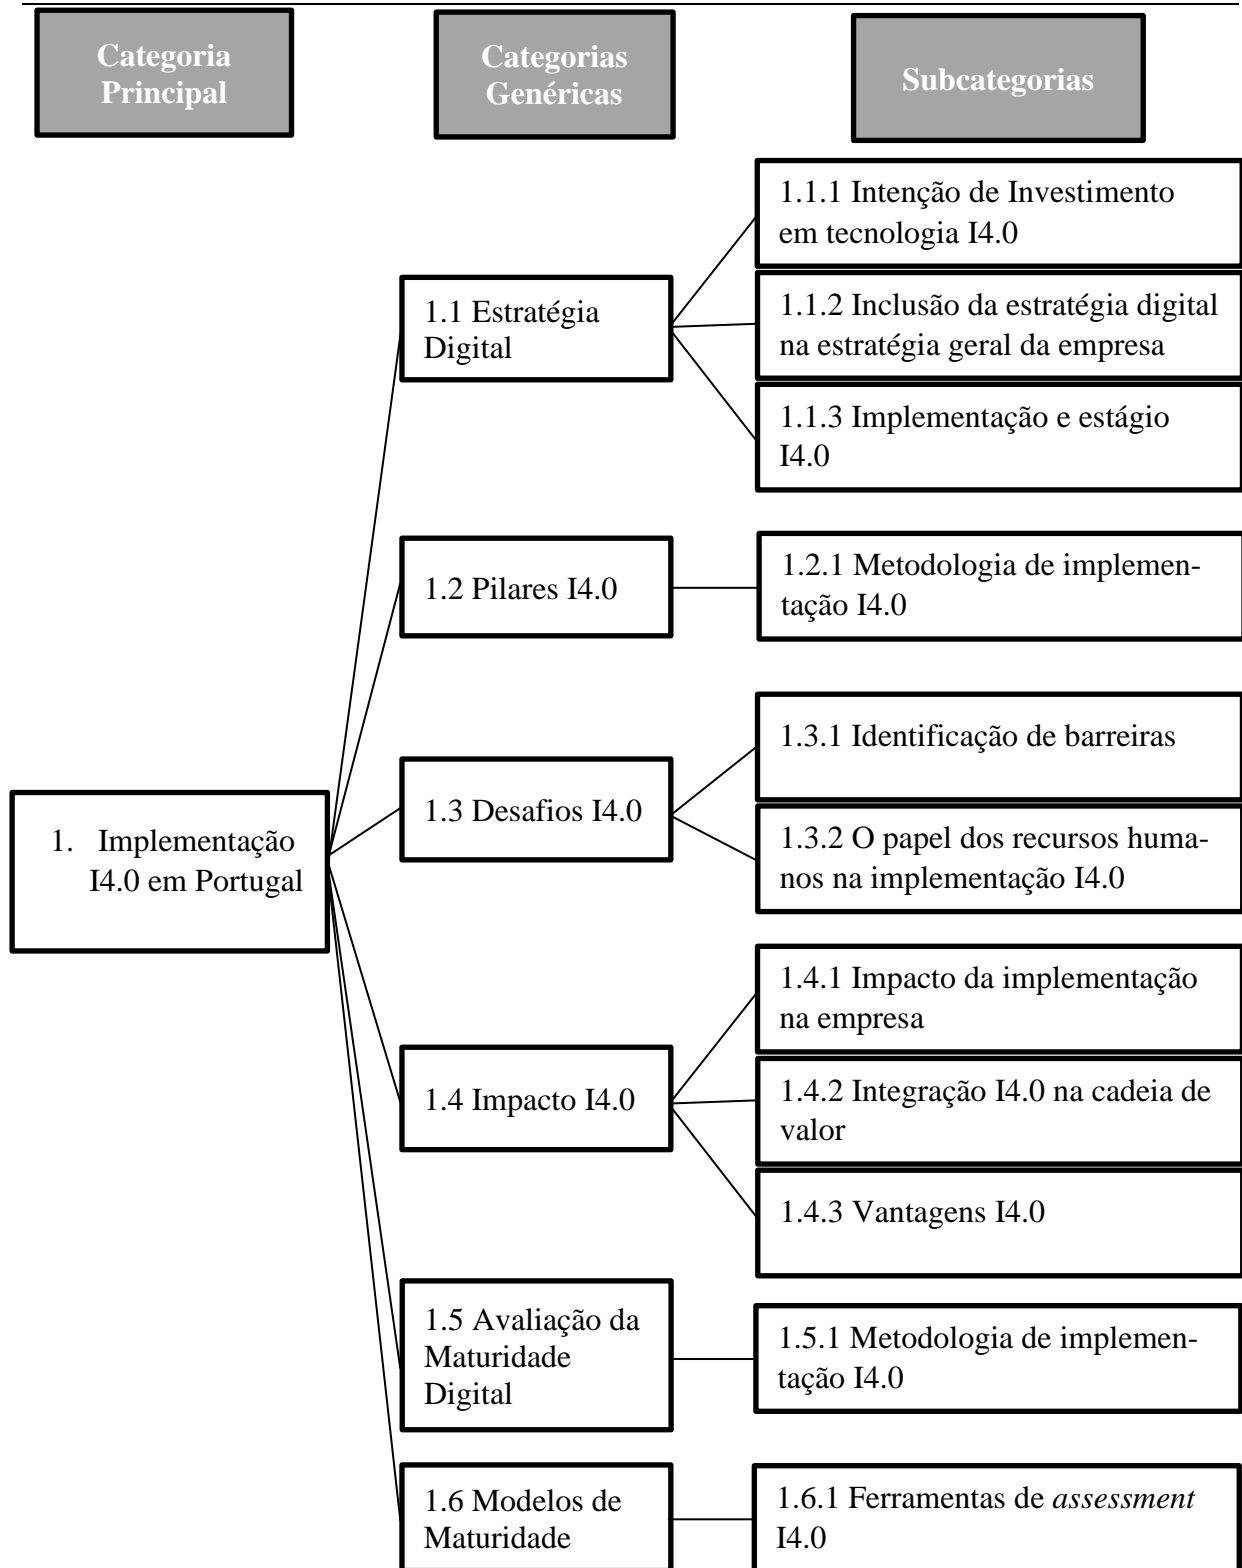 Categoria
Principal
Categorias
Genéricas
Subcategorias
1.1.1 Intenção de Investimento
em tecnologia I4.0
1.1 Estratégia
Digital
1.1.2 Inclusão da estratégia digital
na estratégia geral da empresa
1.1.3 Implementação e estágio
I4.0
1.2 Pilares I4.0
1.2.1 Metodologia de implemen-
tação I4.0
1.3 Desafios I4.0
1.3.1 Identificação de barreiras
1.3.2 O papel dos recursos huma-
nos na implementação I4.0
1. Implementação
I4.0 em Portugal
1.4 Impacto I4.0
1.4.1 Impacto da implementação
na empresa
1.4.2 Integração I4.0 na cadeia de
valor
1.4.3 Vantagens I4.0
1.5 Avaliação da
Maturidade
Digital
1.5.1 Metodologia de implemen-
tação I4.0
1.6 Modelos de
Maturidade
1.6.1 Ferramentas de assessment
I4.0